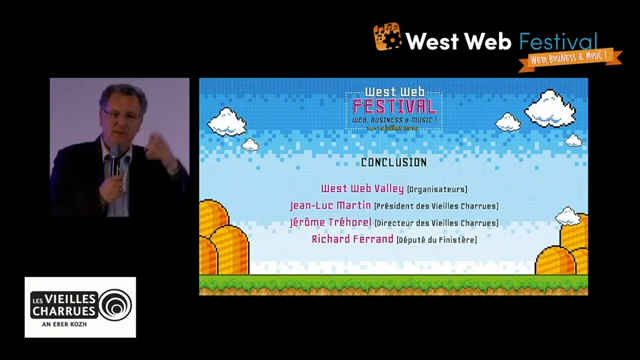 West Web Festival
WEB, BUSINESS & MUSIC !
West Web
FESTIVAL
WEB, BUSINESS & MUSIC !
CONCLUSION
West Web Valley [Organisateurs]
Jean-Luc Martin [Président des Vieilles Charrues]
Jérôme Tréhorel [Directeur des Vieilles Charrues]
Richard Ferrand [Député du Finistère]
LES VIEILLES
CHARRUES
AN ERER KOZH